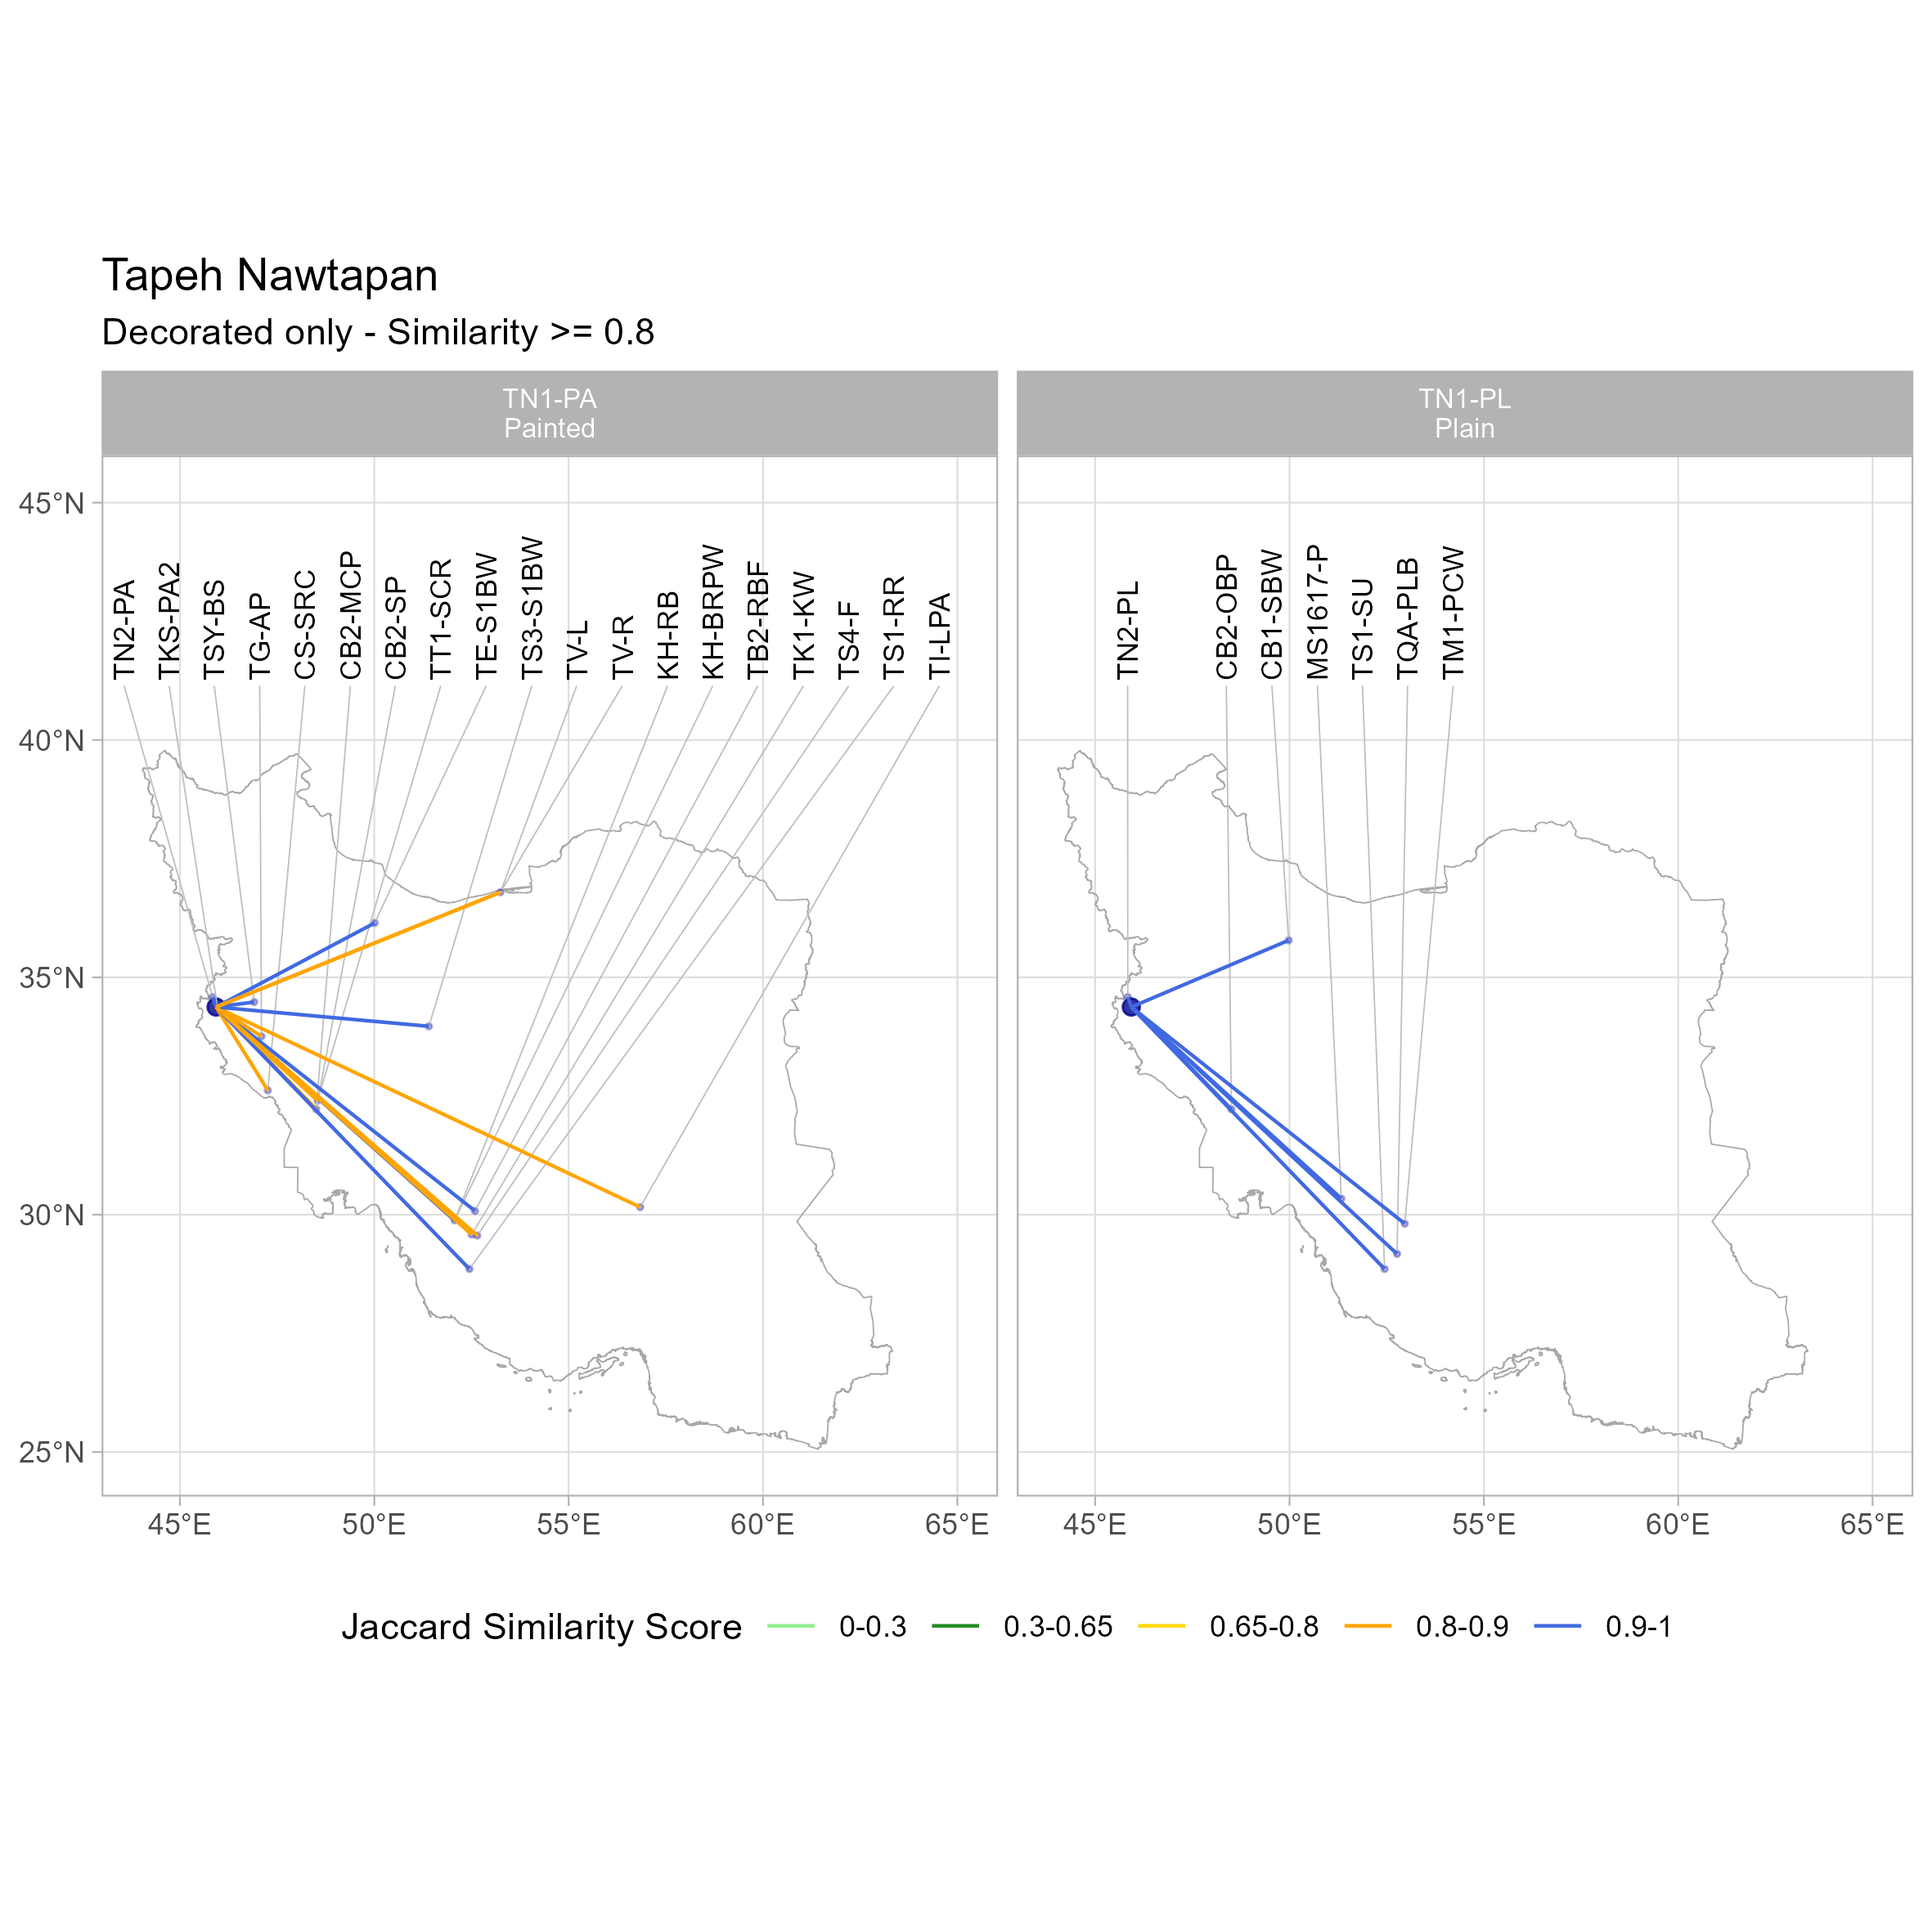 Tapeh Nawtapan
Decorated only - Similarity >= 0.8
TN1-PA
Painted
TN1-PL
Plain
45°N
40°N
35°N
30°N
25°N
TN2-PA
TKS-PA2
TSY-BS
TG-AP
CS-SRC
CB2-MCP
CB2-SP
TT1-SCR
TE-S1BW
TS3-S1BW
TV-L
TV-R
KH-RB
KH-BRPW
TB2-RBF
TK1-KW
TS4-F
TS1-RR
TI-LPA
TN2-PL
CB2-OBP
CB1-SBW
MS1617-P
TS1-SU
TQA-PLB
TM1-PCW
45°E 50°E 55°E 60°E 65°E
45°E 50°E 55°E 60°E 65°E
Jaccard Similarity Score 0-0.3 0.3-0.65 0.65-0.8 0.8-0.9 0.9-1